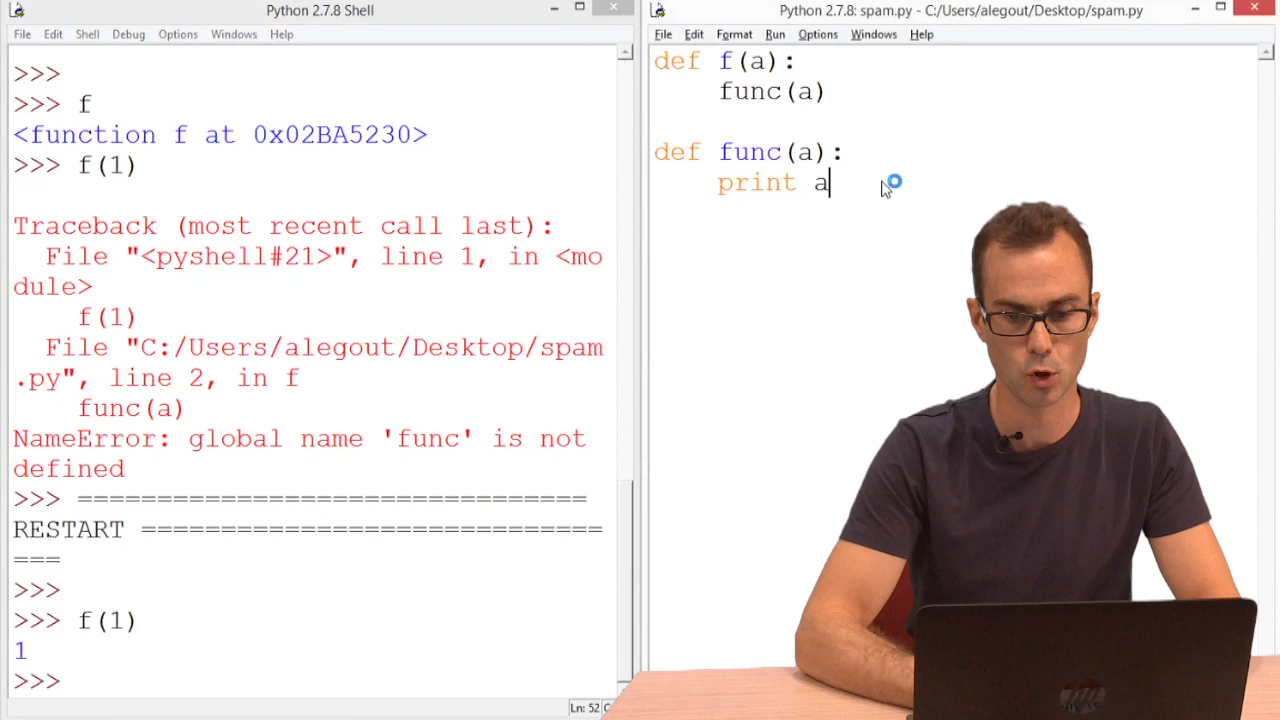 Python 2.7.8 Shell
File Edit Shell Debug Options Windows Help
>>>
>>> f
<function f at 0x02BA5230>
>>> f(1)
Traceback (most recent call last):
File "<pyshell#21>", line 1, in <mo
dule>
f(1)
File "C:/Users/alegout/Desktop/spam
.py", line 2, in f
func(a)
NameError: global name 'func' is not
defined
>>> ================================
RESTART =============================
===
>>>
>>> f(1)
1
>>>
Ln: 52
Python 2.7.8: spam.py - C:/Users/alegout/Desktop/spam.py
File Edit Format Run Options Windows Help
def f(a):
func(a)
def func(a):
print a